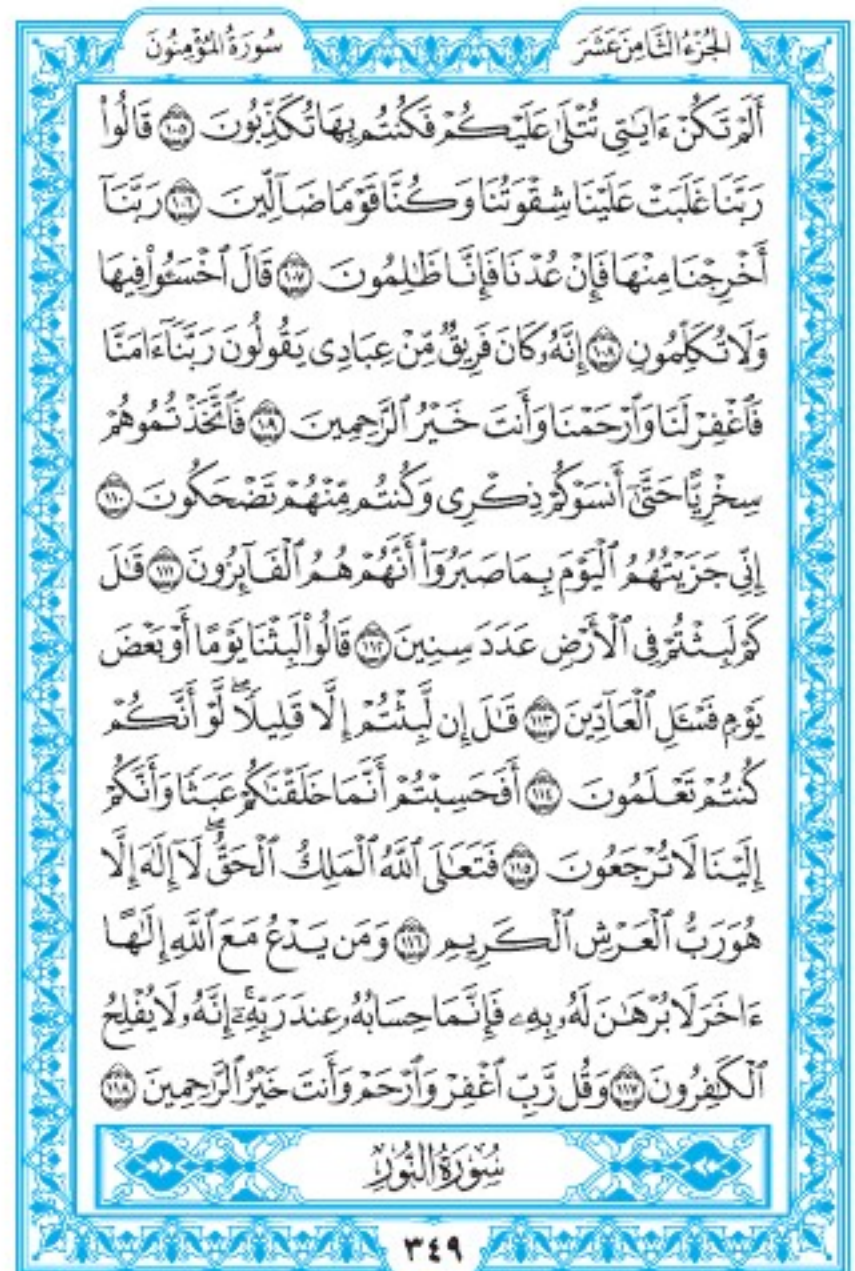 الجُزْءُ الثَّامِنَ عَشَرَ
سُورَةُ المُؤْمِنُونَ
أَلَمْ تَكُنْ ءَايَٰتِى تُتْلَىٰ عَلَيْكُمْ فَكُنتُم بِهَا تُكَذِّبُونَ ١٠٥ قَالُوا۟
رَبَّنَا غَلَبَتْ عَلَيْنَا شِقْوَتُنَا وَكُنَّا قَوْمًا ضَآلِّينَ ١٠٦ رَبَّنَآ
أَخْرِجْنَا مِنْهَا فَإِنْ عُدْنَا فَإِنَّا ظَٰلِمُونَ ١٠٧ قَالَ ٱخْسَـُٔوا۟ فِيهَا
وَلَا تُكَلِّمُونِ ١٠٨ إِنَّهُۥ كَانَ فَرِيقٌ مِّنْ عِبَادِى يَقُولُونَ رَبَّنَآ ءَامَنَّا
فَٱغْفِرْ لَنَا وَٱرْحَمْنَا وَأَنتَ خَيْرُ ٱلرَّٰحِمِينَ ١٠٩ فَٱتَّخَذْتُمُوهُمْ
سِخْرِيًّا حَتَّىٰٓ أَنسَوْكُمْ ذِكْرِى وَكُنتُم مِّنْهُمْ تَضْحَكُونَ ١١٠
إِنِّى جَزَيْتُهُمُ ٱلْيَوْمَ بِمَا صَبَرُوٓا۟ أَنَّهُمْ هُمُ ٱلْفَآئِزُونَ ١١١ قَٰلَ
كَمْ لَبِثْتُمْ فِى ٱلْأَرْضِ عَدَدَ سِنِينَ ١١٢ قَالُوا۟ لَبِثْنَا يَوْمًا أَوْ بَعْضَ
يَوْمٍ فَسْـَٔلِ ٱلْعَآدِّينَ ١١٣ قَٰلَ إِن لَّبِثْتُمْ إِلَّا قَلِيلًا ۖ لَّوْ أَنَّكُمْ
كُنتُمْ تَعْلَمُونَ ١١٤ أَفَحَسِبْتُمْ أَنَّمَا خَلَقْنَٰكُمْ عَبَثًا وَأَنَّكُمْ
إِلَيْنَا لَا تُرْجَعُونَ ١١٥ فَتَعَٰلَى ٱللَّهُ ٱلْمَلِكُ ٱلْحَقُّ ۖ لَآ إِلَٰهَ إِلَّا
هُوَ رَبُّ ٱلْعَرْشِ ٱلْكَرِيمِ ١١٦ وَمَن يَدْعُ مَعَ ٱللَّهِ إِلَٰهًا
ءَاخَرَ لَا بُرْهَٰنَ لَهُۥ بِهِۦ فَإِنَّمَا حِسَابُهُۥ عِندَ رَبِّهِۦٓ ۚ إِنَّهُۥ لَا يُفْلِحُ
ٱلْكَٰفِرُونَ ١١٧ وَقُل رَّبِّ ٱغْفِرْ وَٱرْحَمْ وَأَنتَ خَيْرُ ٱلرَّٰحِمِينَ ١١٨
سُورَةُ النُّورِ
٣٤٩